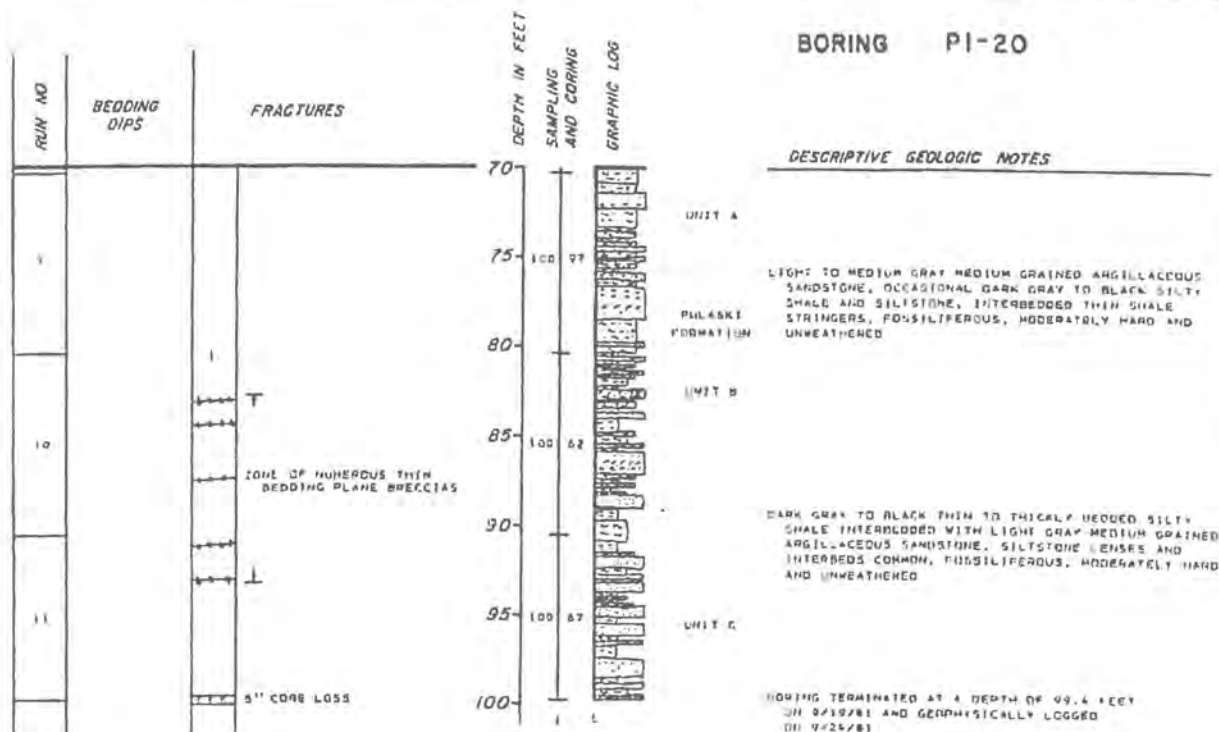 BORING PI-20
RUN NO.
BEDDING
DIPS
FRACTURES
DEPTH IN FEET
SAMPLING
AND CORING
GRAPHIC LOG
DESCRIPTIVE GEOLOGIC NOTES
70
UNIT A
75
100 97
LIGHT TO MEDIUM GRAY MEDIUM GRAINED ARGILLACEOUS
SANDSTONE, OCCASIONAL DARK GRAY TO BLACK SILTY
SHALE AND SILTSTONE, INTERBEDDED THIN SHALE
STRINGERS, FOSSILIFEROUS, MODERATELY HARD AND
UNWEATHERED
PULASKI
FORMATION
80
UNIT B
85
10
100 62
ZONE OF NUMEROUS THIN
BEDDING PLANE BRECCIAS
90
DARK GRAY TO BLACK THIN TO THICKLY BEDDED SILTY
SHALE INTERBEDDED WITH LIGHT GRAY MEDIUM GRAINED
ARGILLACEOUS SANDSTONE, SILTSTONE LENSES AND
INTERBEDS COMMON, FOSSILIFEROUS, MODERATELY HARD
AND UNWEATHERED
95
11
100 67
UNIT C
100
5" CORE LOSS
BORING TERMINATED AT A DEPTH OF 99.4 FEET
ON AND GEOPHYSICALLY LOGGED
ON